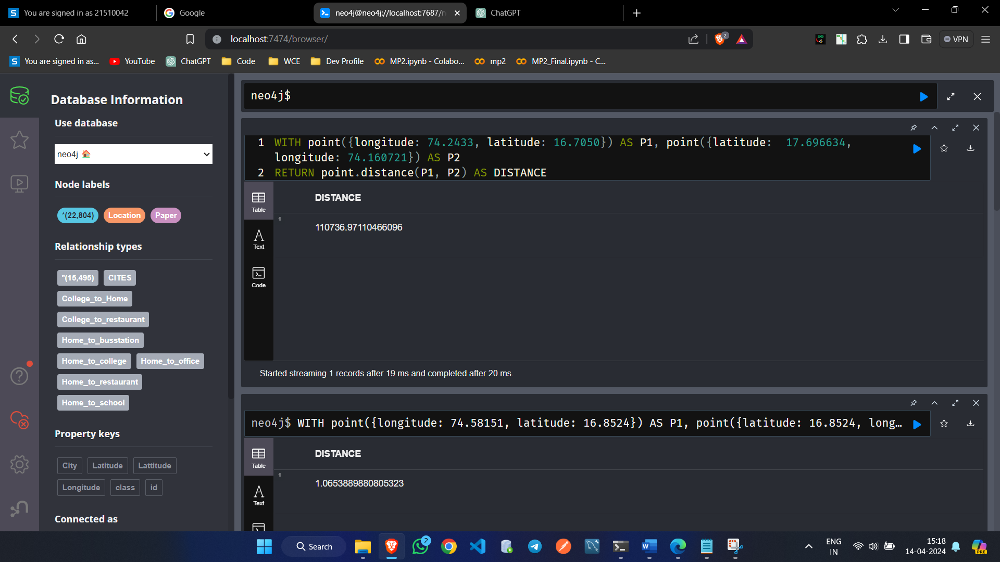 You are signed in as 21510042
Google
neo4j@neo4j://localhost:7687/n
ChatGPT
localhost:7474/browser/
2
VPN
You are signed in as...
YouTube
ChatGPT
Code
WCE
Dev Profile
MP2.ipynb - Colabo...
mp2
MP2_Final.ipynb - C...
Database Information
Use database
neo4j
Node labels
*(22,804)
Location
Paper
Relationship types
*(15,495)
CITES
College_to_Home
College_to_restaurant
Home_to_busstation
Home_to_college
Home_to_office
Home_to_restaurant
Home_to_school
Property keys
City
Latitude
Lattitude
Longitude
class
id
Connected as
neo4j$
1 WITH point({longitude: 74.2433, latitude: 16.7050}) AS P1, point({latitude:  17.696634,
longitude: 74.160721}) AS P2
2 RETURN point.distance(P1, P2) AS DISTANCE
Table
Text
Code
DISTANCE
1
110736.97110466096
Started streaming 1 records after 19 ms and completed after 20 ms.
neo4j$ WITH point({longitude: 74.58151, latitude: 16.8524}) AS P1, point({latitude: 16.8524, long…
Table
Text
DISTANCE
1
1.0653889880805323
Search
2
W
ENG
IN
15:18
14-04-2024
PRE